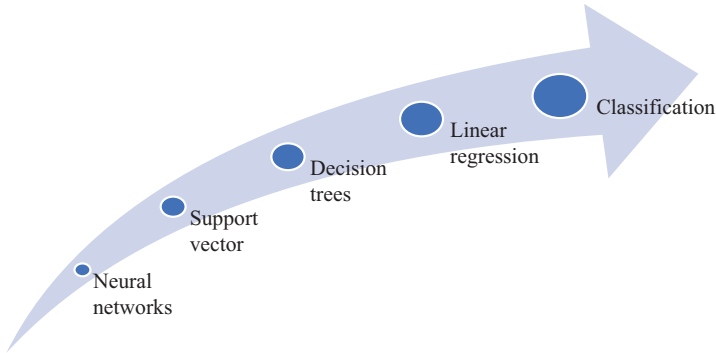 Neural
networks
Support
vector
Decision
trees
Linear
regression
Classification